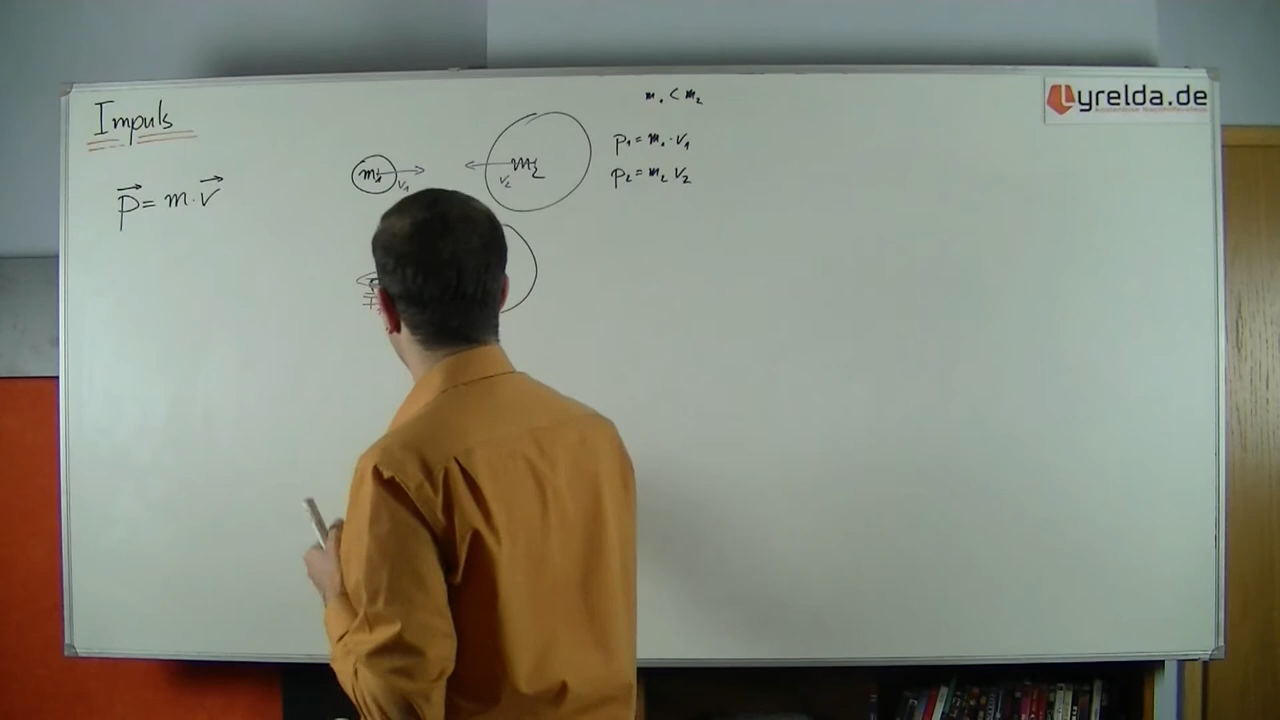 Impuls
p = m · v
m₁
v₁
m₂
v₂
m₁ < m₂
p₁ = m₁ · v₁
p₂ = m₂ v₂
Lyrelda.de